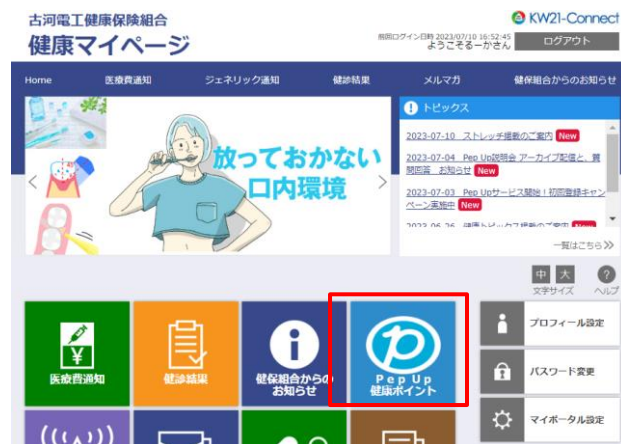 古河電工健康保険組合
健康マイページ
KW21-Connect
前回ログイン日時 2023/07/10 16:52:45
ようこそるーかさん
ログアウト
Home 医療費通知 ジェネリック通知 健診結果 メルマガ 健保組合からのお知らせ
放っておかない
口内環境
トピックス
2023-07-10 ストレッチ掲載のご案内 New
2023-07-04 Pep Up説明会 アーカイブ配信と、質
問回答 お知らせ New
2023-07-03 Pep Upサービス開始！初回登録キャン
ペーン実施中 New
一覧はこちら
中 大 ?
文字サイズ ヘルプ
医療費通知
健診結果
健保組合からの
お知らせ
Pep Up
健康ポイント
プロフィール設定
パスワード変更
マイポータル設定